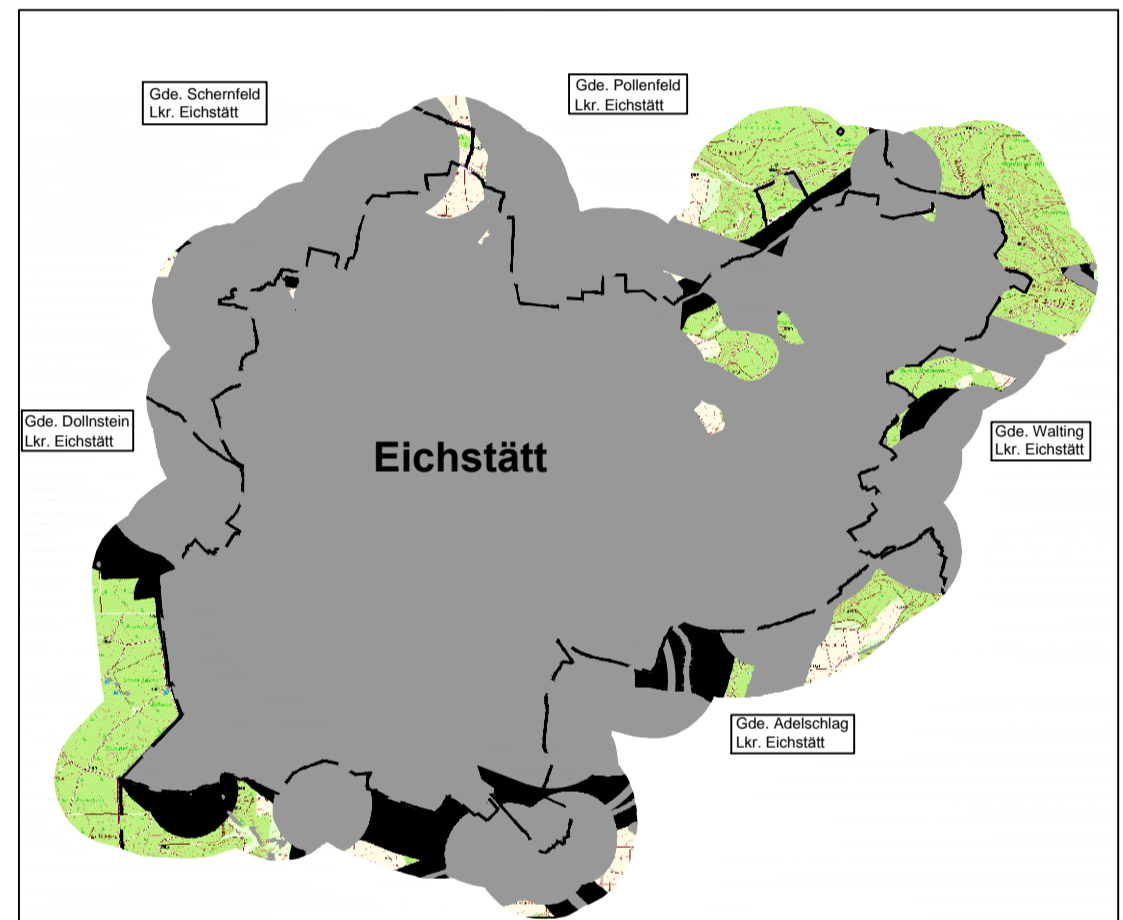 Gde. Schernfeld
Lkr. Eichstätt
Gde. Pollenfeld
Lkr. Eichstätt
Gde. Dollnstein
Lkr. Eichstätt
Eichstätt
Gde. Walting
Lkr. Eichstätt
Gde. Adelschlag
Lkr. Eichstätt